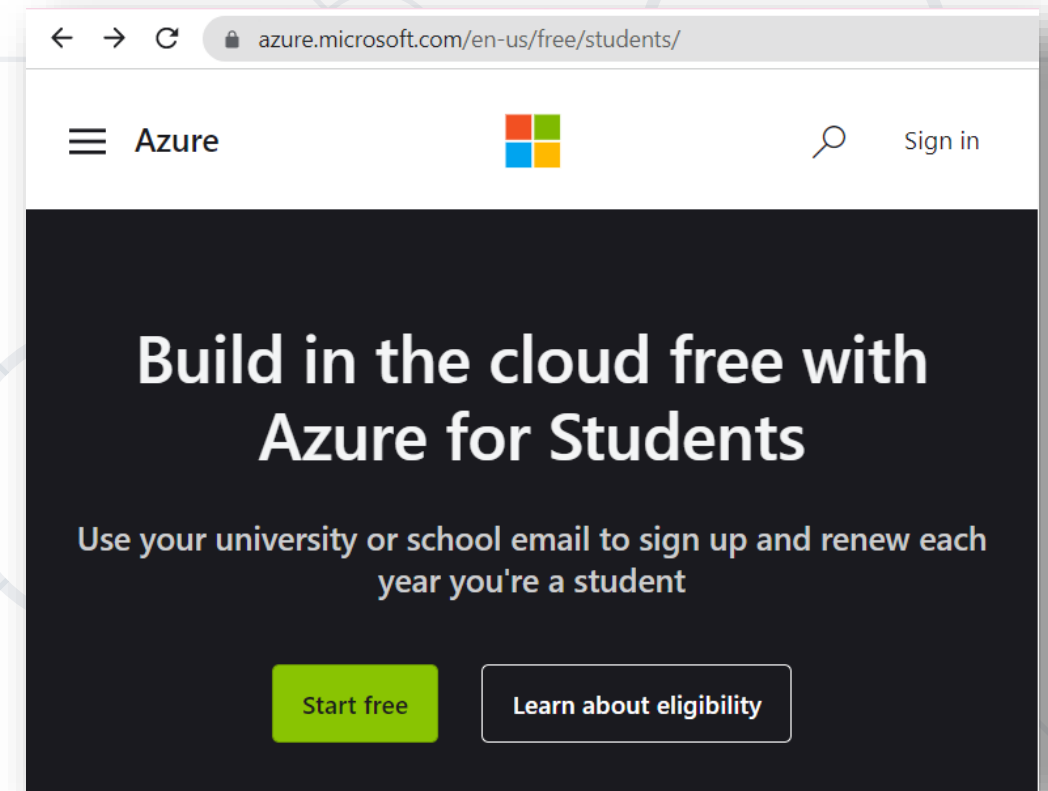 azure.microsoft.com/en-us/free/students/
Azure
Sign in
Build in the cloud free with
Azure for Students
Use your university or school email to sign up and renew each
year you're a student
Start free
Learn about eligibility